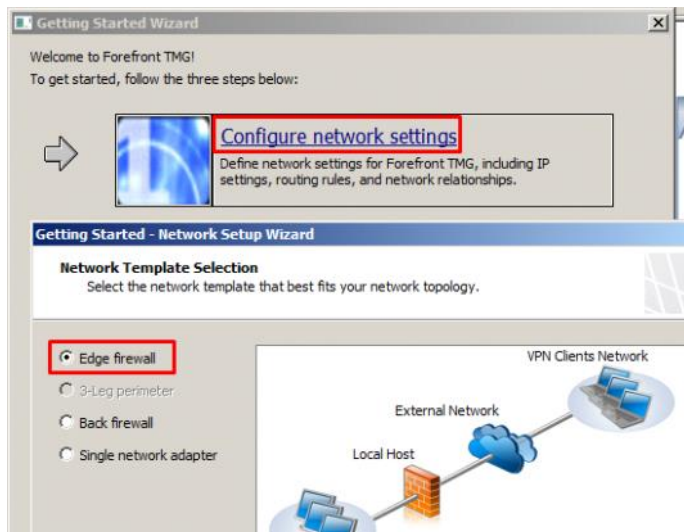 Getting Started Wizard
Welcome to Forefront TMG!
To get started, follow the three steps below:
Configure network settings
Define network settings for Forefront TMG, including IP
settings, routing rules, and network relationships.
Getting Started - Network Setup Wizard
Network Template Selection
Select the network template that best fits your network topology.
Edge firewall
3-Leg perimeter
Back firewall
Single network adapter
VPN Clients Network
External Network
Local Host